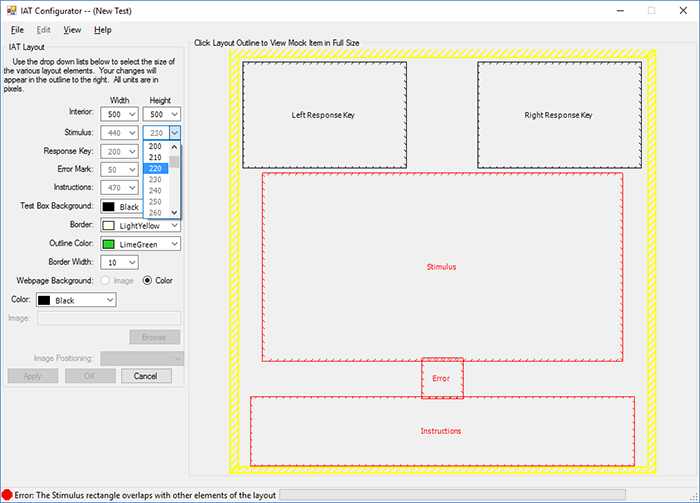 IAT Configurator -- (New Test)
File Edit View Help
IAT Layout
Use the drop down lists below to select the size of
the various layout elements. Your changes will
appear in the outline to the right. All units are in
pixels.
Width Height
Interior: 500 500
Stimulus: 440 230
200
210
220
230
240
250
260
Response Key: 200
Error Mark: 50
Instructions: 470
Test Box Background: Black
Border: LightYellow
Outline Color: LimeGreen
Border Width: 10
Webpage Background: Image Color
Color: Black
Image:
Browse
Image Positioning:
Apply OK Cancel
Click Layout Outline to View Mock Item in Full Size
Left Response Key
Right Response Key
Stimulus
Error
Instructions
Error: The Stimulus rectangle overlaps with other elements of the layout